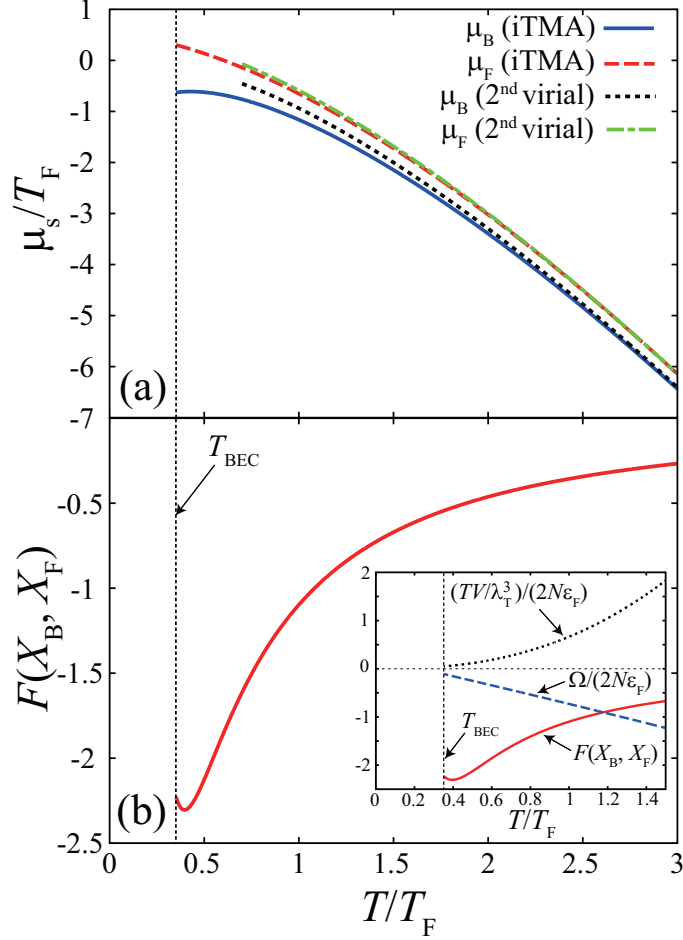 1
0
-1
-2
-3
-4
-5
-6
-7
μs/TF
μB (iTMA)
μF (iTMA)
μB (2nd virial)
μF (2nd virial)
(a)
TBEC
-0.5
-1
-1.5
-2
-2.5
F(XB, XF)
(b)
2
1
0
-1
-2
(TV/λT3)/(2NεF)
Ω/(2NεF)
TBEC
F(XB, XF)
0 0.2 0.4 0.6 0.8 1 1.2 1.4
T/TF
0 0.5 1 1.5 2 2.5 3
T/TF